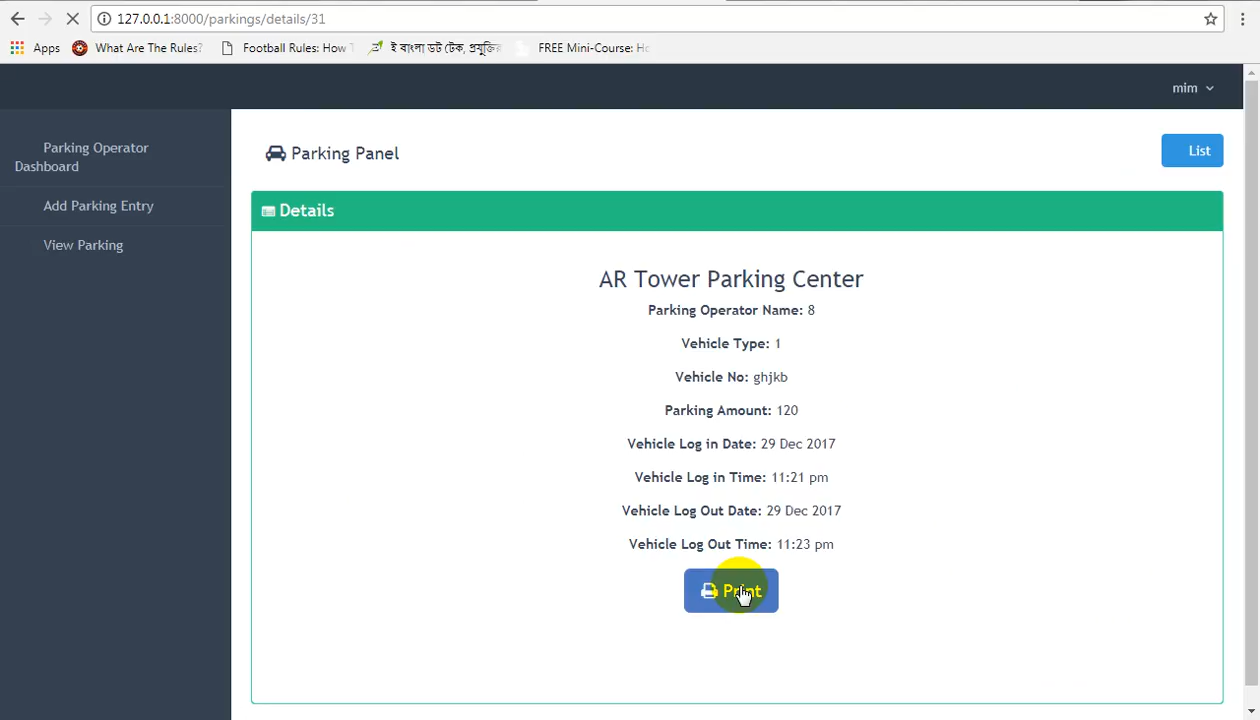 127.0.0.1:8000/parkings/details/31
Apps What Are The Rules? Football Rules: How T ই বাংলা ডট টেক, প্রযুক্তির FREE Mini-Course: Ho
mim
Parking Operator
Dashboard
Add Parking Entry
View Parking
Parking Panel
List
Details
AR Tower Parking Center
Parking Operator Name: 8
Vehicle Type: 1
Vehicle No: ghjkb
Parking Amount: 120
Vehicle Log in Date: 29 Dec 2017
Vehicle Log in Time: 11:21 pm
Vehicle Log Out Date: 29 Dec 2017
Vehicle Log Out Time: 11:23 pm
Print